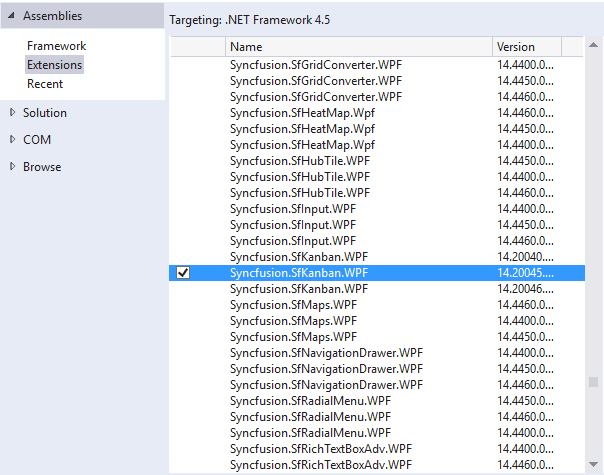 Assemblies
Framework
Extensions
Recent
Solution
COM
Browse
Targeting: .NET Framework 4.5
Name Version
Syncfusion.SfGridConverter.WPF 14.4400.0...
Syncfusion.SfGridConverter.WPF 14.4450.0...
Syncfusion.SfGridConverter.WPF 14.4460.0...
Syncfusion.SfHeatMap.Wpf 14.4460.0...
Syncfusion.SfHeatMap.Wpf 14.4450.0...
Syncfusion.SfHeatMap.Wpf 14.4400.0...
Syncfusion.SfHubTile.WPF 14.4450.0...
Syncfusion.SfHubTile.WPF 14.4400.0...
Syncfusion.SfHubTile.WPF 14.4460.0...
Syncfusion.SfInput.WPF 14.4400.0...
Syncfusion.SfInput.WPF 14.4450.0...
Syncfusion.SfInput.WPF 14.4460.0...
Syncfusion.SfKanban.WPF 14.20040....
Syncfusion.SfKanban.WPF 14.20045....
Syncfusion.SfKanban.WPF 14.20046....
Syncfusion.SfMaps.WPF 14.4460.0...
Syncfusion.SfMaps.WPF 14.4400.0...
Syncfusion.SfMaps.WPF 14.4450.0...
Syncfusion.SfNavigationDrawer.WPF 14.4400.0...
Syncfusion.SfNavigationDrawer.WPF 14.4450.0...
Syncfusion.SfNavigationDrawer.WPF 14.4460.0...
Syncfusion.SfRadialMenu.WPF 14.4450.0...
Syncfusion.SfRadialMenu.WPF 14.4460.0...
Syncfusion.SfRadialMenu.WPF 14.4400.0...
Syncfusion.SfRichTextBoxAdv.WPF 14.4400.0...
Syncfusion.SfRichTextBoxAdv.WPF 14.4460.0...